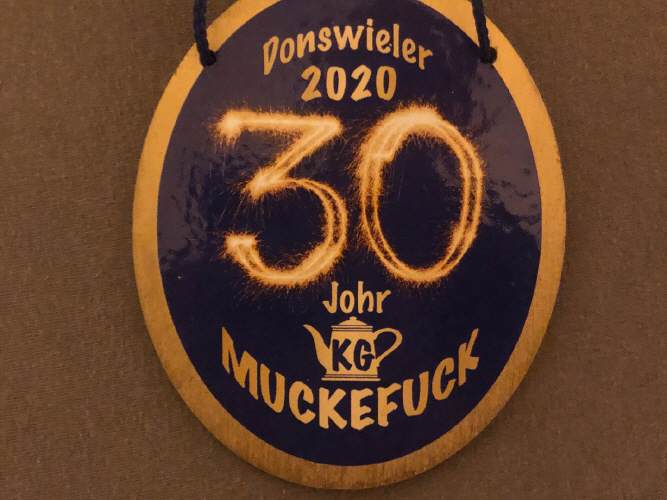 Donswieler
2020
30
Johr
KG
MUCKEFUCK